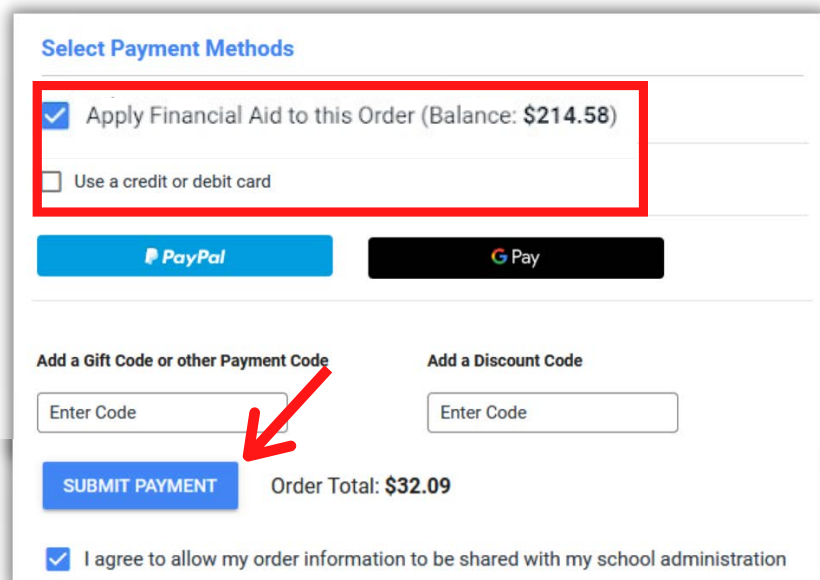 Select Payment Methods
Apply Financial Aid to this Order (Balance: $214.58)
Use a credit or debit card
PayPal
G Pay
Add a Gift Code or other Payment Code
Add a Discount Code
Enter Code
Enter Code
SUBMIT PAYMENT
Order Total: $32.09
I agree to allow my order information to be shared with my school administration